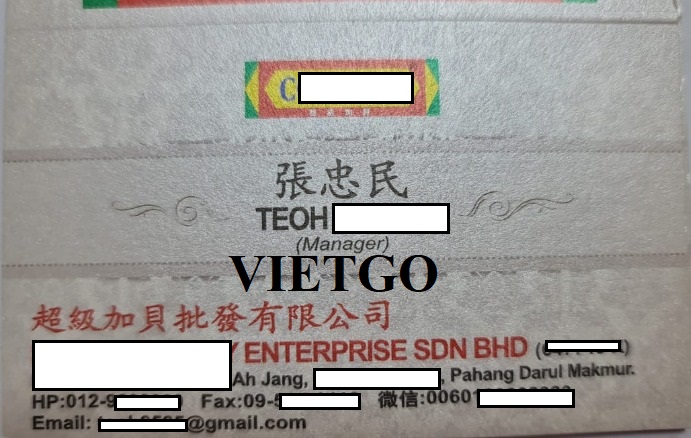 C
張忠民
TEOH
(Manager)
VIETGO
超級加貝批發有限公司
Y ENTERPRISE SDN BHD (
Ah Jang, , Pahang Darul Makmur.
HP:012-9 Fax:09-5 微信:00601
Email: @gmail.com